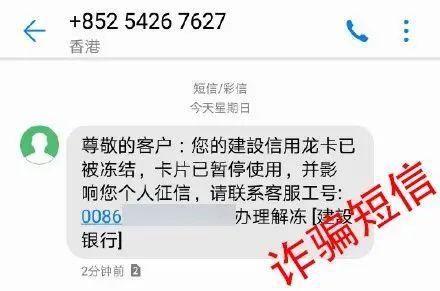 +852 5426 7627
香港
短信/彩信
今天星期日
尊敬的客户：您的建設信用龙卡已
被冻结，卡片已暂停使用，并影
响您个人征信，请联系客服工号:
0086 办理解冻 [建設
银行]
2分钟前 2
诈骗短信